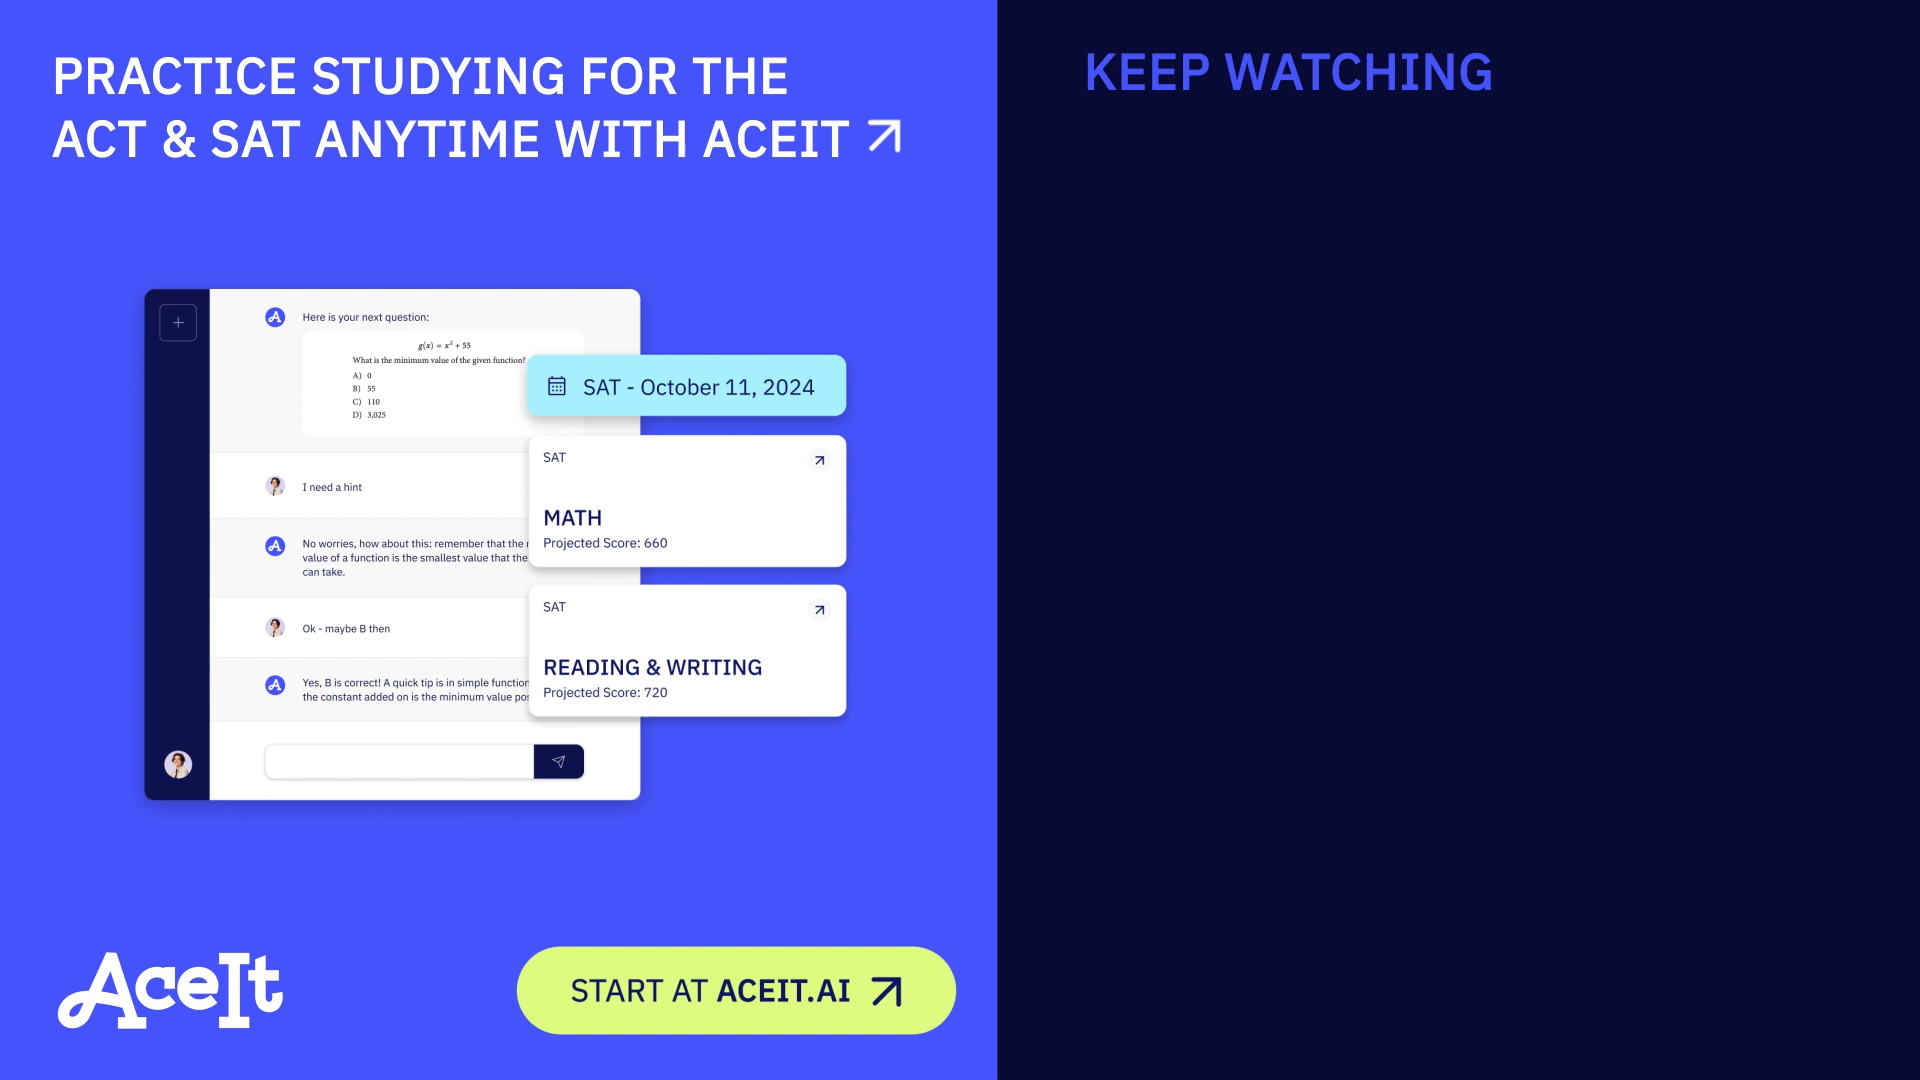 PRACTICE STUDYING FOR THE
ACT & SAT ANYTIME WITH ACEIT
KEEP WATCHING
Here is your next question:
g(x) = x² + 55
What is the minimum value of the given function?
A) 0
B) 55
C) 110
D) 3,025
I need a hint
No worries, how about this: remember that the
value of a function is the smallest value that the
can take.
Ok - maybe B then
Yes, B is correct! A quick tip is in simple function
the constant added on is the minimum value
SAT - October 11, 2024
SAT
MATH
Projected Score: 660
SAT
READING & WRITING
Projected Score: 720
AceIt
START AT ACEIT.AI